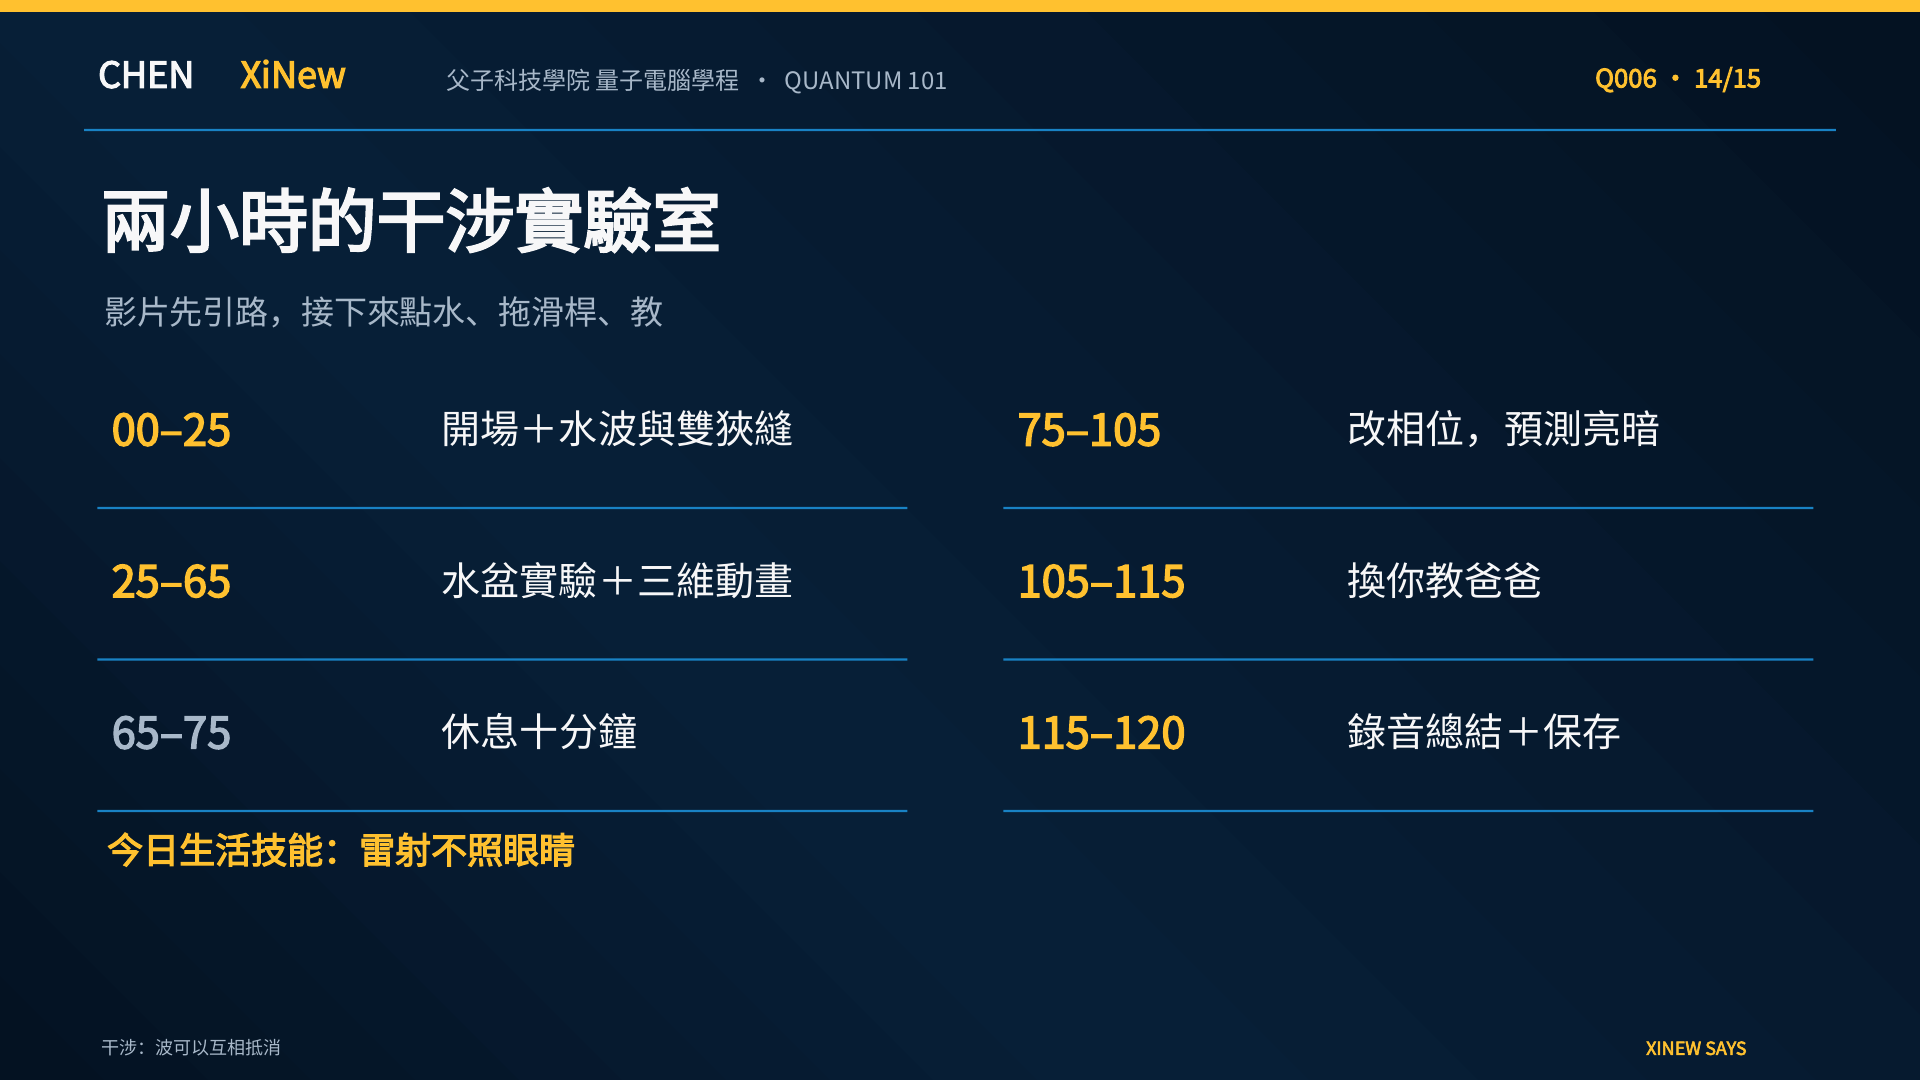 CHEN XiNew 父子科技學院 量子電腦學程 · QUANTUM 101 Q006 · 14/15
兩小時的干涉實驗室
影片先引路，接下來點水、拖滑桿、教
00–25 開場＋水波與雙狹縫
25–65 水盆實驗＋三維動畫
65–75 休息十分鐘
75–105 改相位，預測亮暗
105–115 換你教爸爸
115–120 錄音總結＋保存
今日生活技能：雷射不照眼睛
干涉：波可以互相抵消
XINEW SAYS